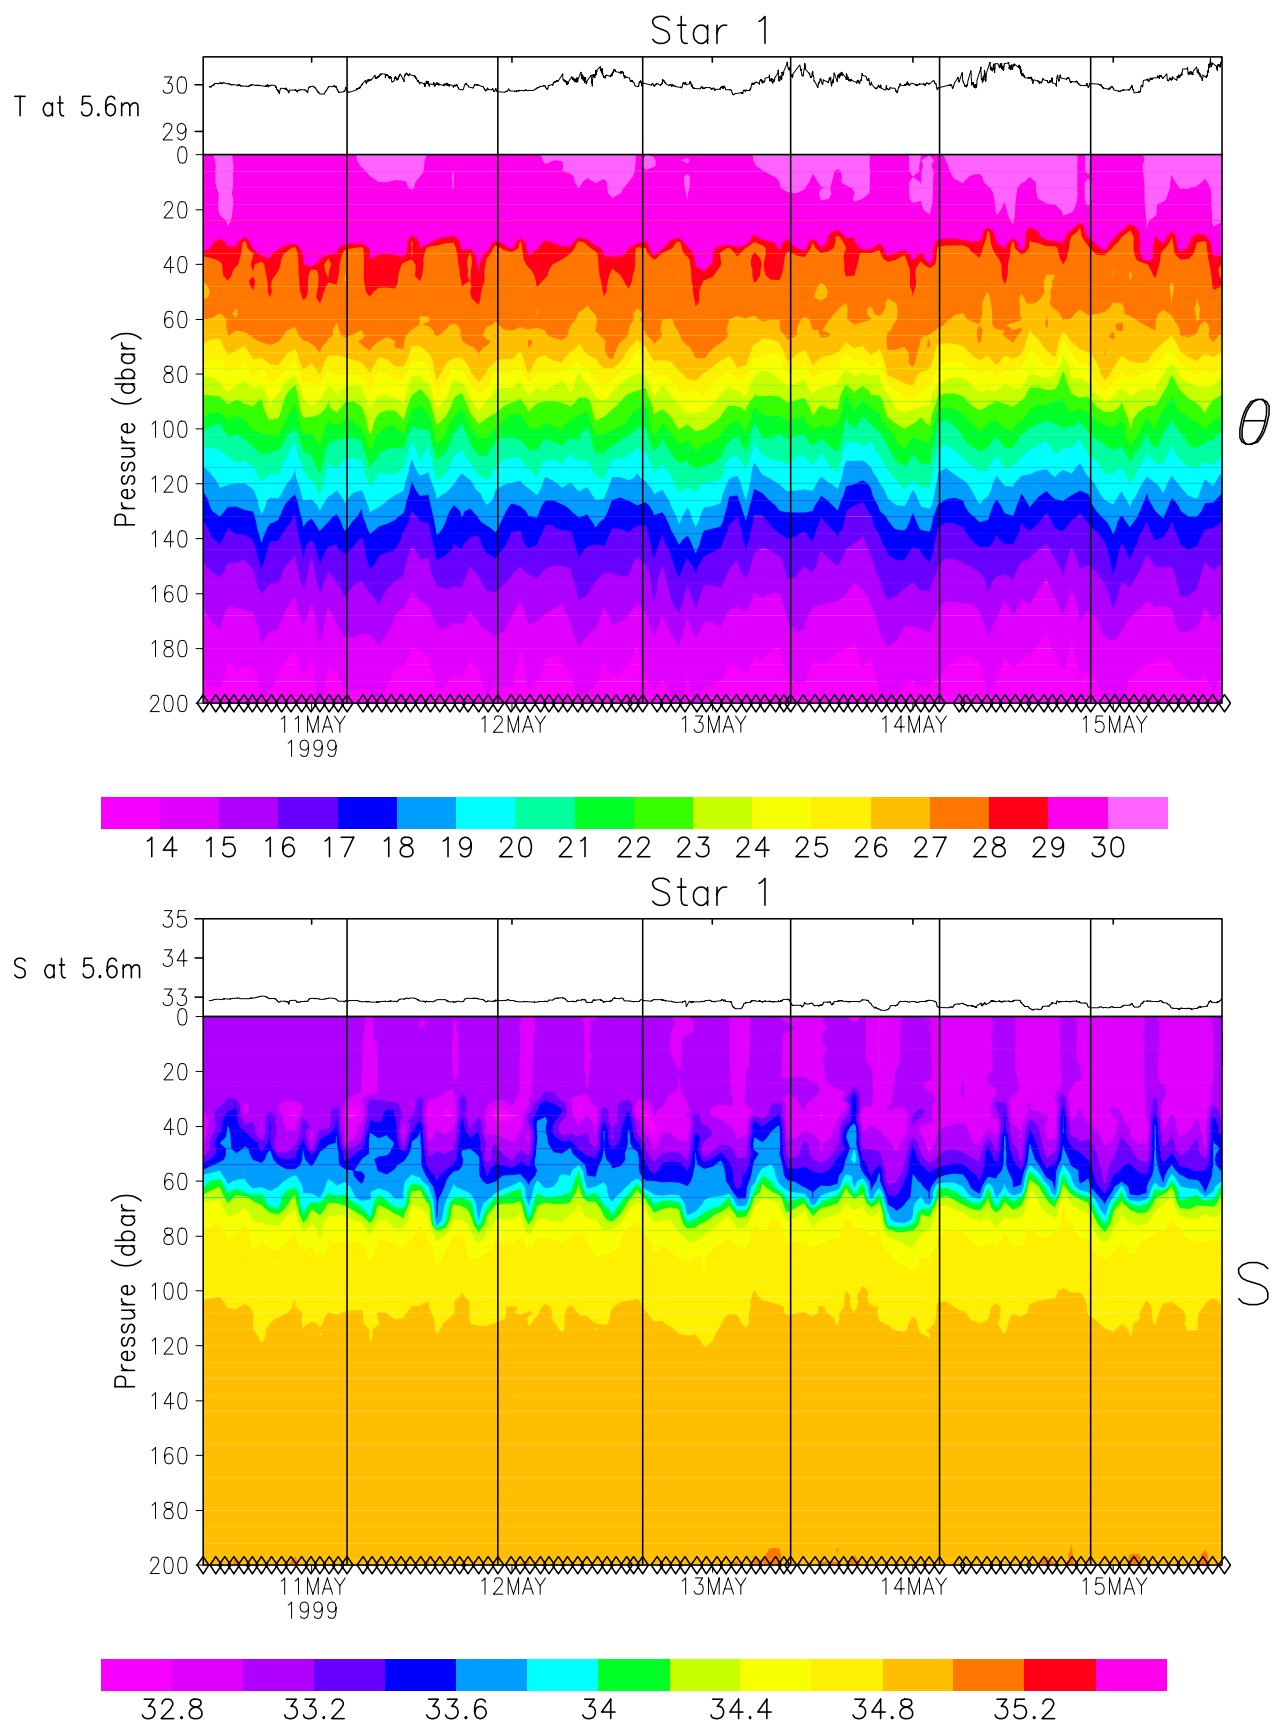 Star 1
T at 5.6m
30
29
0
20
40
60
80
100
120
140
160
180
200
Pressure (dbar)
θ
11MAY 12MAY 13MAY 14MAY 15MAY
1999
14 15 16 17 18 19 20 21 22 23 24 25 26 27 28 29 30
Star 1
S at 5.6m
35
34
33
0
20
40
60
80
100
120
140
160
180
200
Pressure (dbar)
S
11MAY 12MAY 13MAY 14MAY 15MAY
1999
32.8 33.2 33.6 34 34.4 34.8 35.2